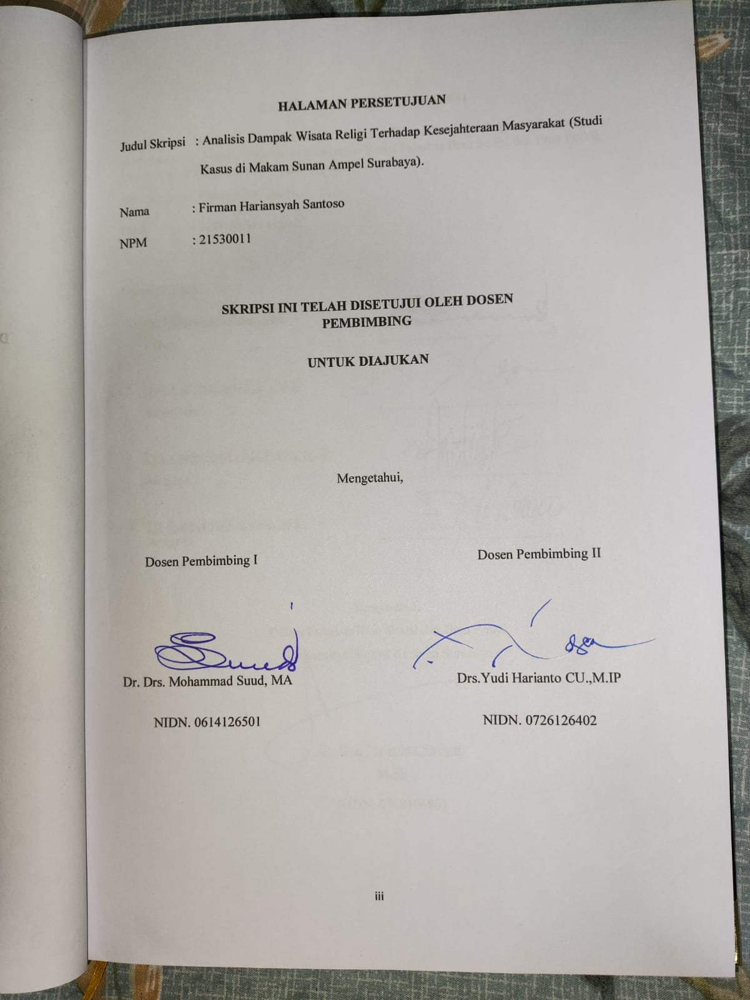 HALAMAN PERSETUJUAN
Judul Skripsi : Analisis Dampak Wisata Religi Terhadap Kesejahteraan Masyarakat (Studi
Kasus di Makam Sunan Ampel Surabaya).
Nama : Firman Hariansyah Santoso
NPM : 21530011
SKRIPSI INI TELAH DISETUJUI OLEH DOSEN
PEMBIMBING
UNTUK DIAJUKAN
Mengetahui,
Dosen Pembimbing I
Dosen Pembimbing II
Dr. Drs. Mohammad Suud, MA
Drs.Yudi Harianto CU.,M.IP
NIDN. 0614126501
NIDN. 0726126402
iii